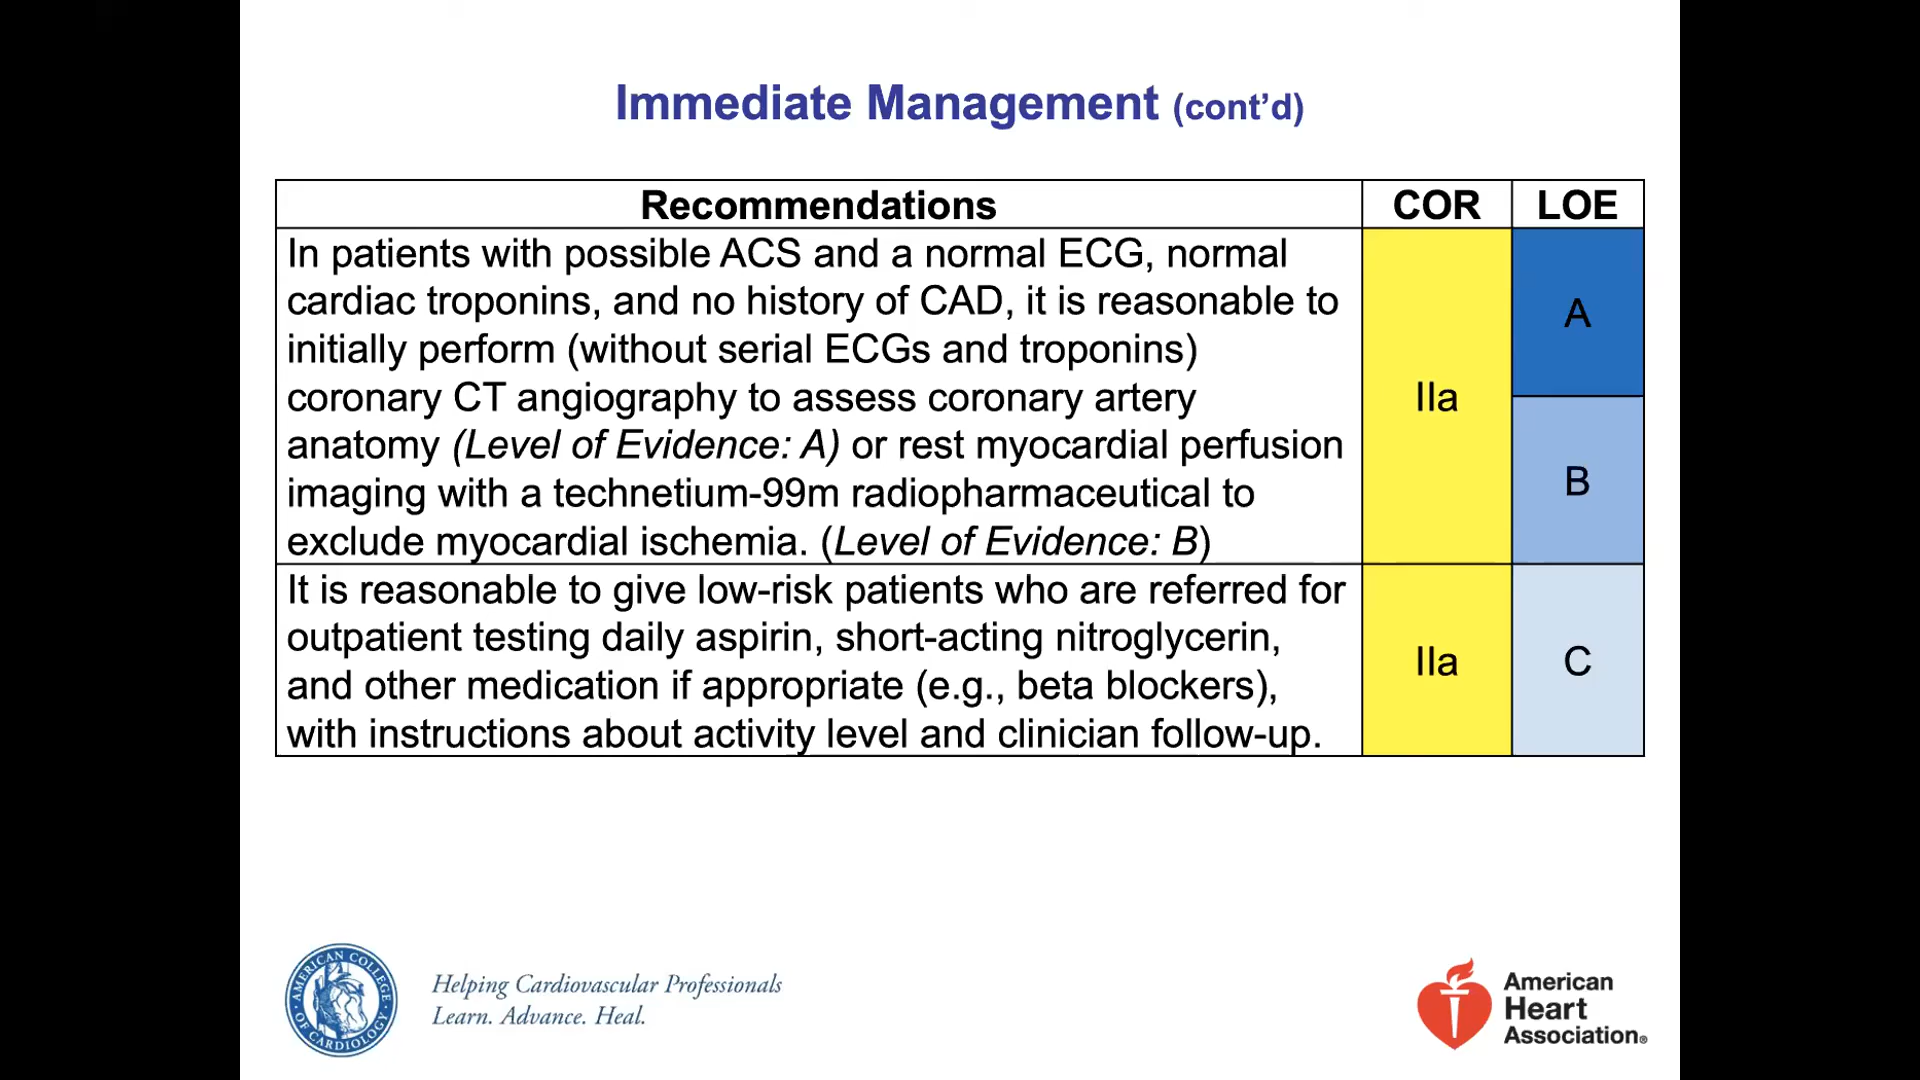 Immediate Management (cont’d)
Recommendations COR LOE
In patients with possible ACS and a normal ECG, normal
cardiac troponins, and no history of CAD, it is reasonable to
initially perform (without serial ECGs and troponins)
coronary CT angiography to assess coronary artery
anatomy (Level of Evidence: A) or rest myocardial perfusion
imaging with a technetium-99m radiopharmaceutical to
exclude myocardial ischemia. (Level of Evidence: B)
IIa
A
B
It is reasonable to give low-risk patients who are referred for
outpatient testing daily aspirin, short-acting nitroglycerin,
and other medication if appropriate (e.g., beta blockers),
with instructions about activity level and clinician follow-up.
IIa
C
AMERICAN COLLEGE OF CARDIOLOGY
Helping Cardiovascular Professionals
Learn. Advance. Heal.
American
Heart
Association®